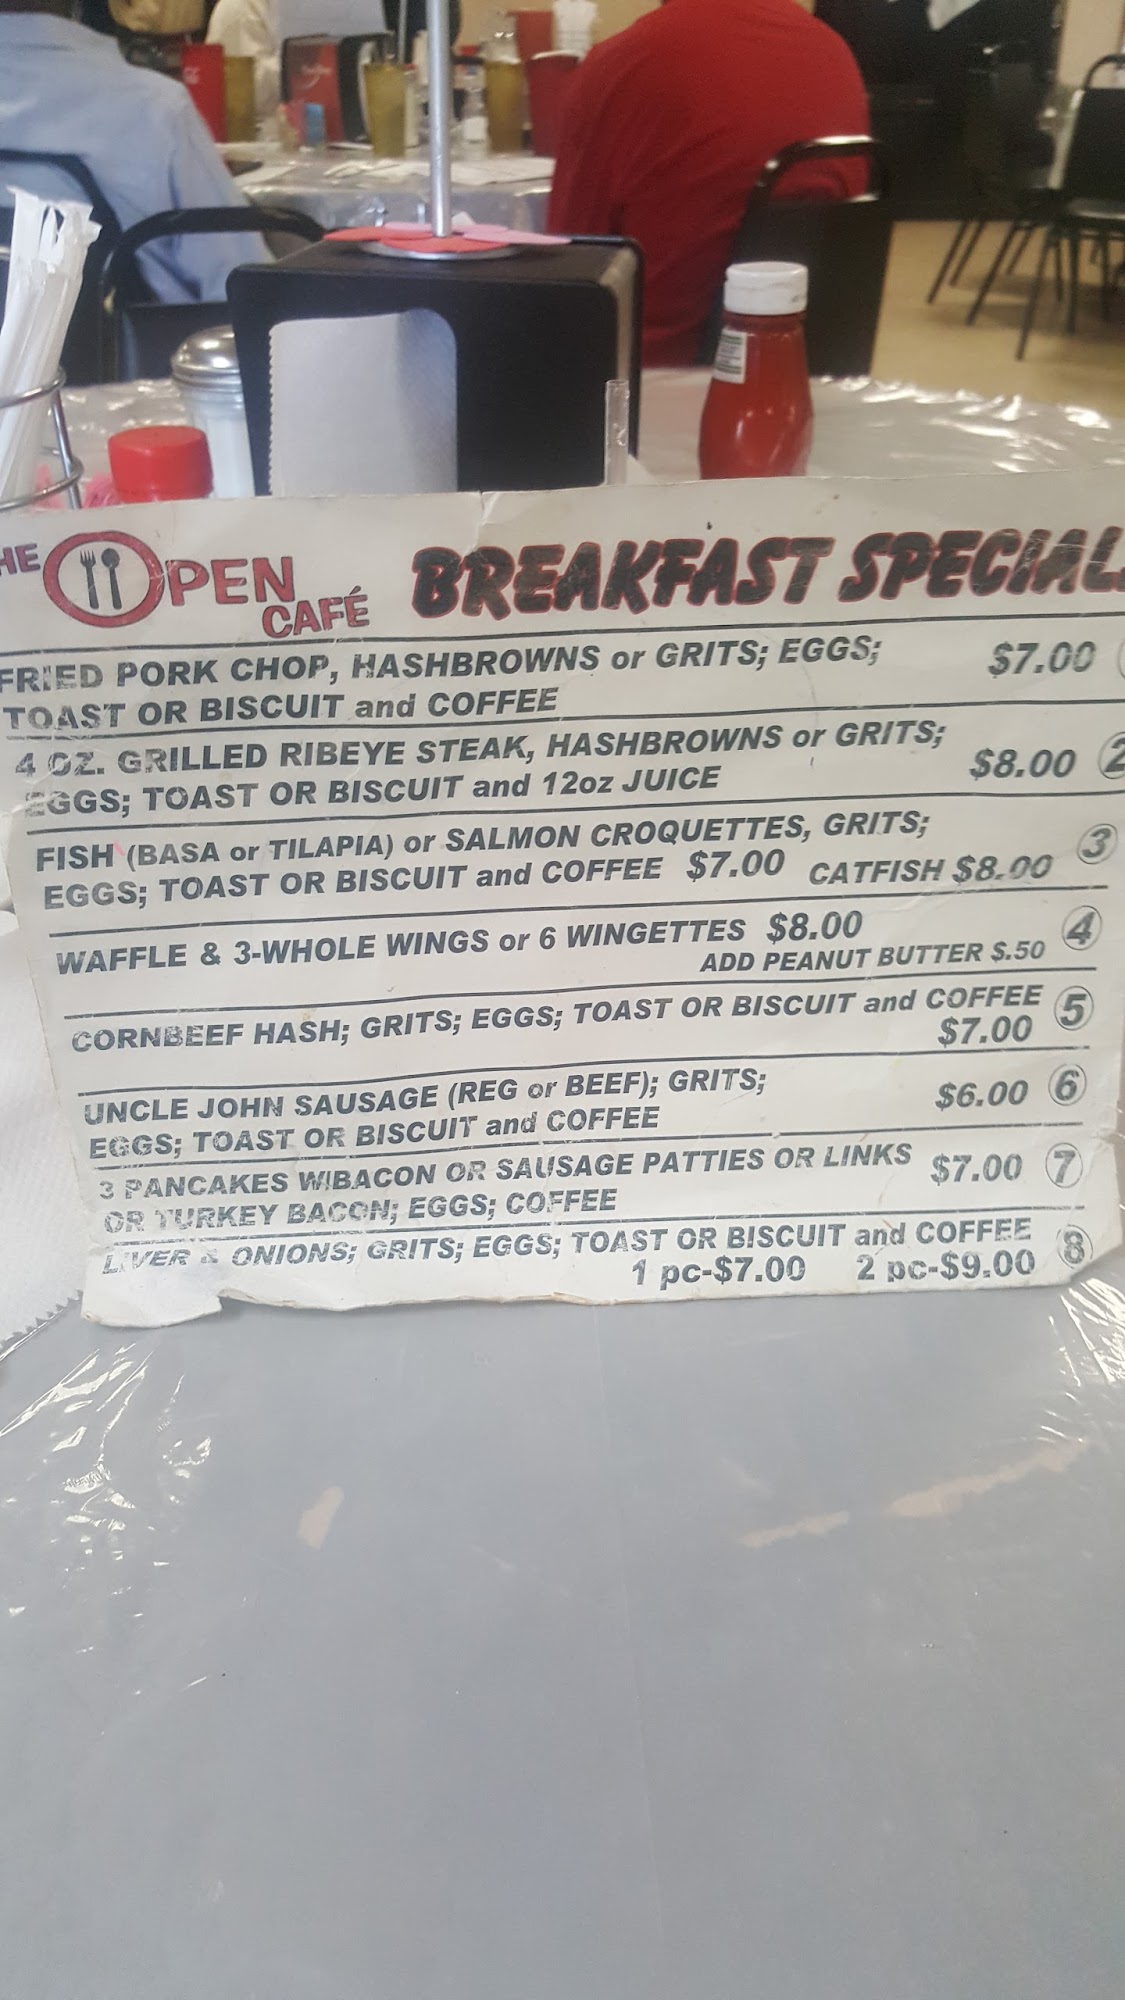 HE OPEN CAFÉ BREAKFAST SPECIAL
FRIED PORK CHOP, HASHBROWNS or GRITS; EGGS; $7.00
TOAST OR BISCUIT and COFFEE
4 OZ. GRILLED RIBEYE STEAK, HASHBROWNS or GRITS; $8.00 2
EGGS; TOAST OR BISCUIT and 12oz JUICE
FISH (BASA or TILAPIA) or SALMON CROQUETTES, GRITS; 3
EGGS; TOAST OR BISCUIT and COFFEE $7.00 CATFISH $8.00
WAFFLE & 3-WHOLE WINGS or 6 WINGETTES $8.00 4
ADD PEANUT BUTTER $.50
CORNBEEF HASH; GRITS; EGGS; TOAST OR BISCUIT and COFFEE 5
$7.00
UNCLE JOHN SAUSAGE (REG or BEEF); GRITS; $6.00 6
EGGS; TOAST OR BISCUIT and COFFEE
3 PANCAKES W/BACON OR SAUSAGE PATTIES OR LINKS $7.00 7
OR TURKEY BACON; EGGS; COFFEE
LIVER & ONIONS; GRITS; EGGS; TOAST OR BISCUIT and COFFEE 8
1 pc-$7.00 2 pc-$9.00